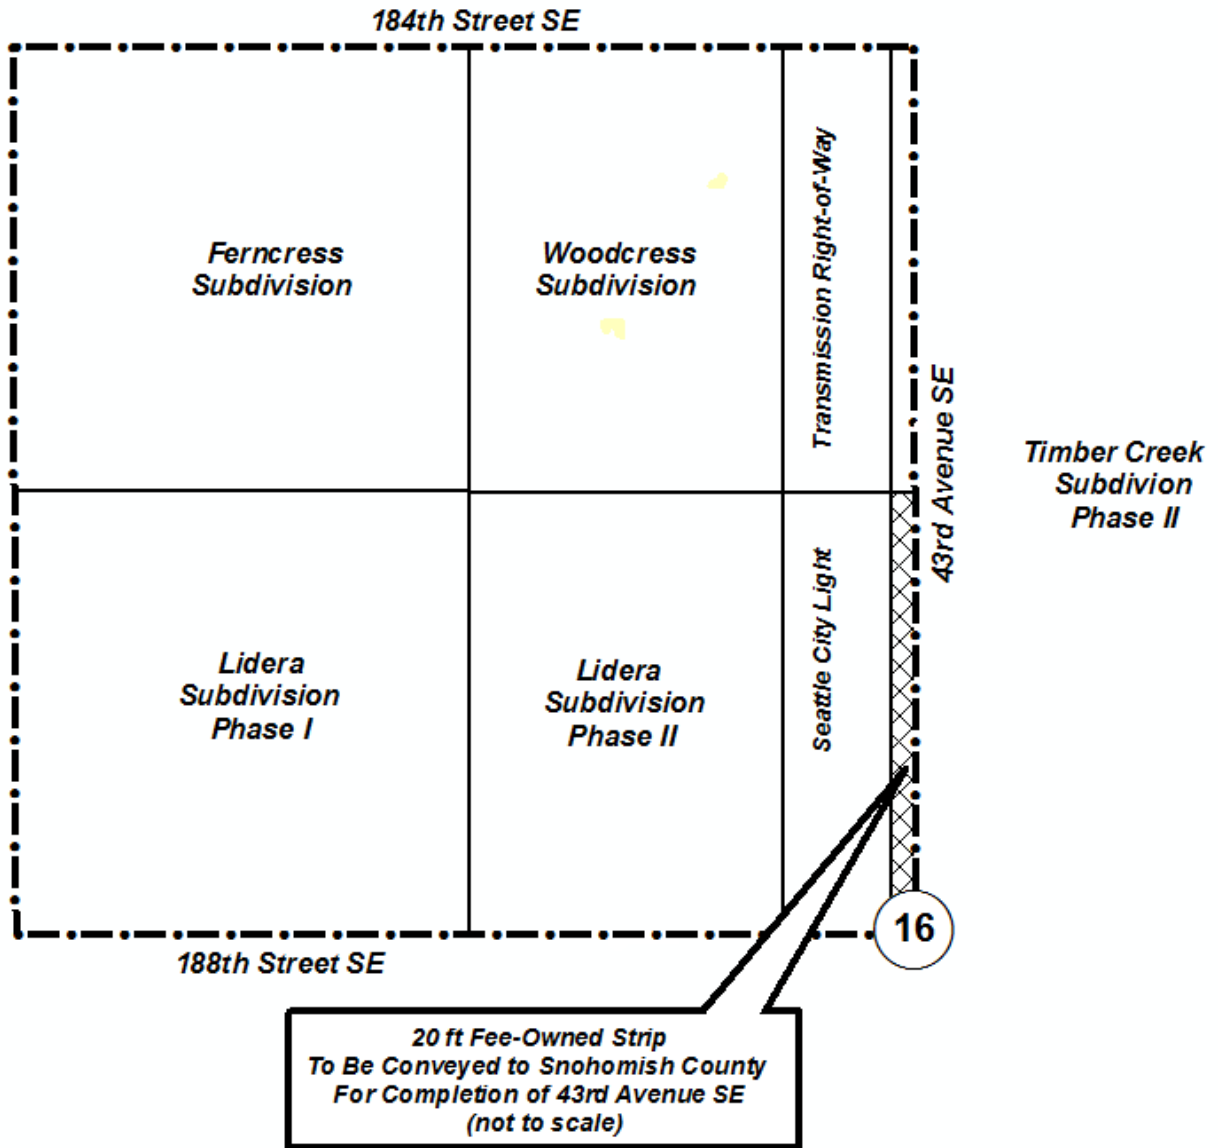 184th Street SE
Ferncress
Subdivision
Woodcress
Subdivision
Transmission Right-of-Way
43rd Avenue SE
Timber Creek
Subdivion
Phase II
Lidera
Subdivision
Phase I
Lidera
Subdivision
Phase II
Seattle City Light
16
188th Street SE
20 ft Fee-Owned Strip
To Be Conveyed to Snohomish County
For Completion of 43rd Avenue SE
(not to scale)